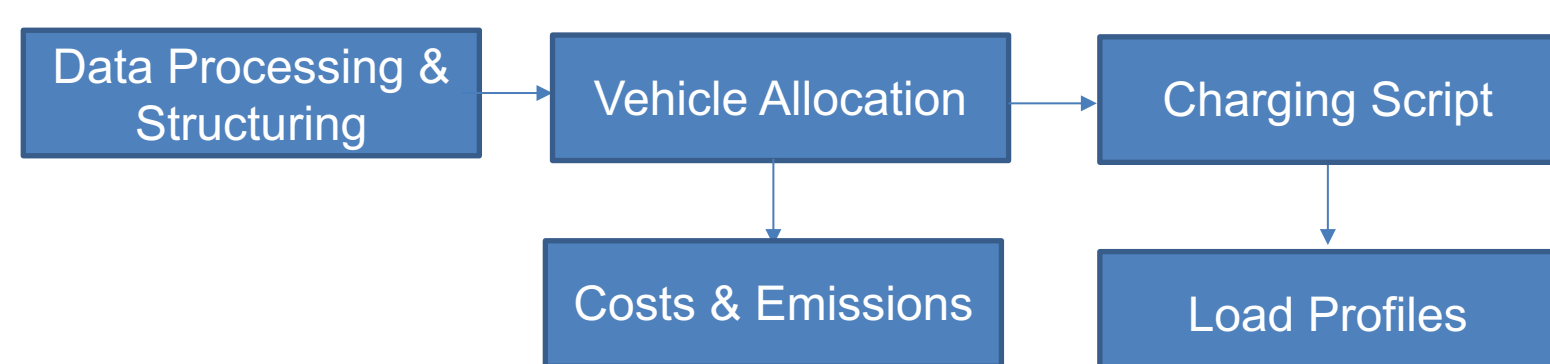 Data Processing &
Structuring
Vehicle Allocation
Charging Script
Costs & Emissions
Load Profiles